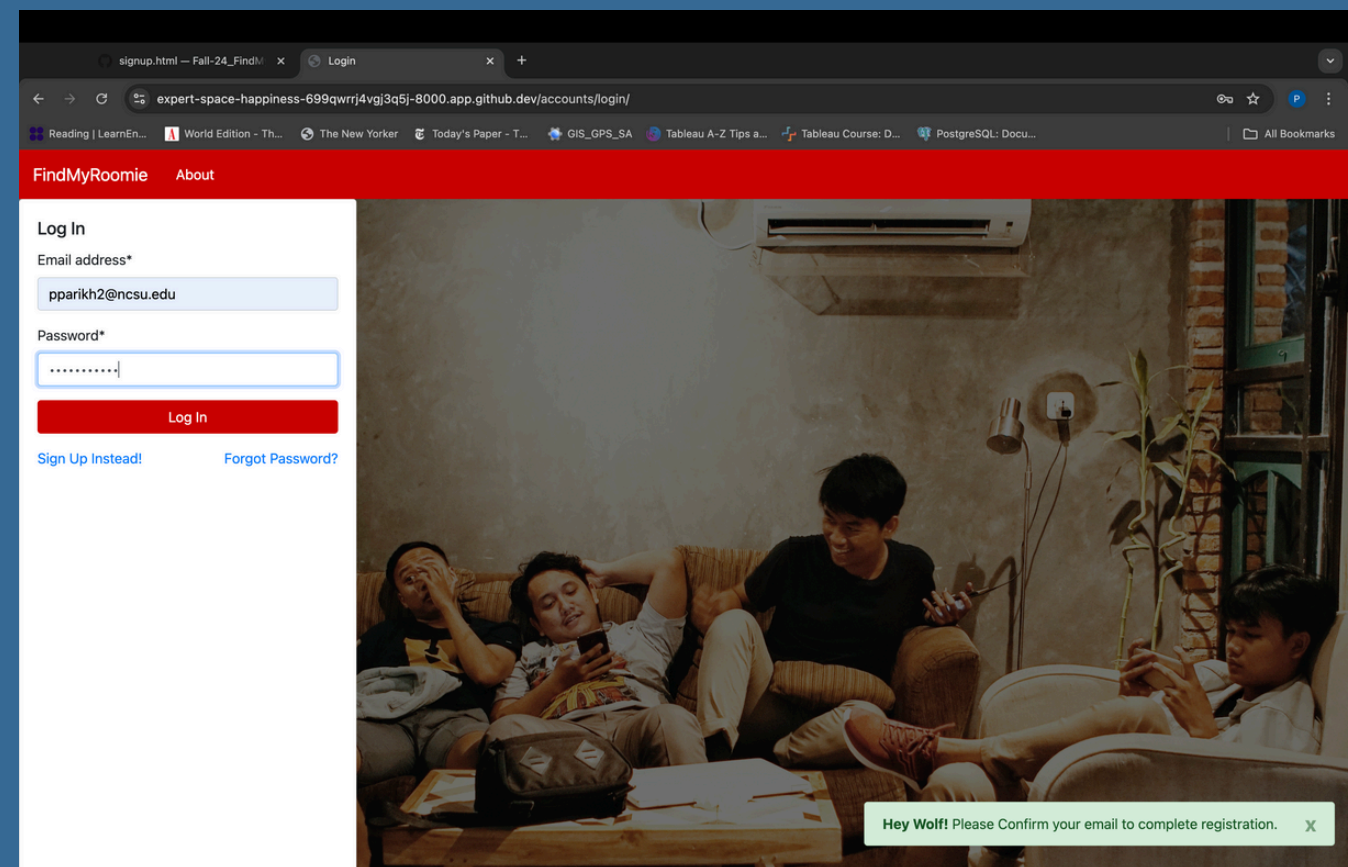 signup.html — Fall-24_FindM
Login
expert-space-happiness-699qwrrj4vgj3q5j-8000.app.github.dev/accounts/login/
P
Reading | LearnEn...
World Edition - Th...
The New Yorker
Today's Paper - T...
GIS_GPS_SA
Tableau A-Z Tips a...
Tableau Course: D...
PostgreSQL: Docu...
All Bookmarks
FindMyRoomie
About
Log In
Email address*
pparikh2@ncsu.edu
Password*
Log In
Sign Up Instead!
Forgot Password?
Hey Wolf! Please Confirm your email to complete registration. X